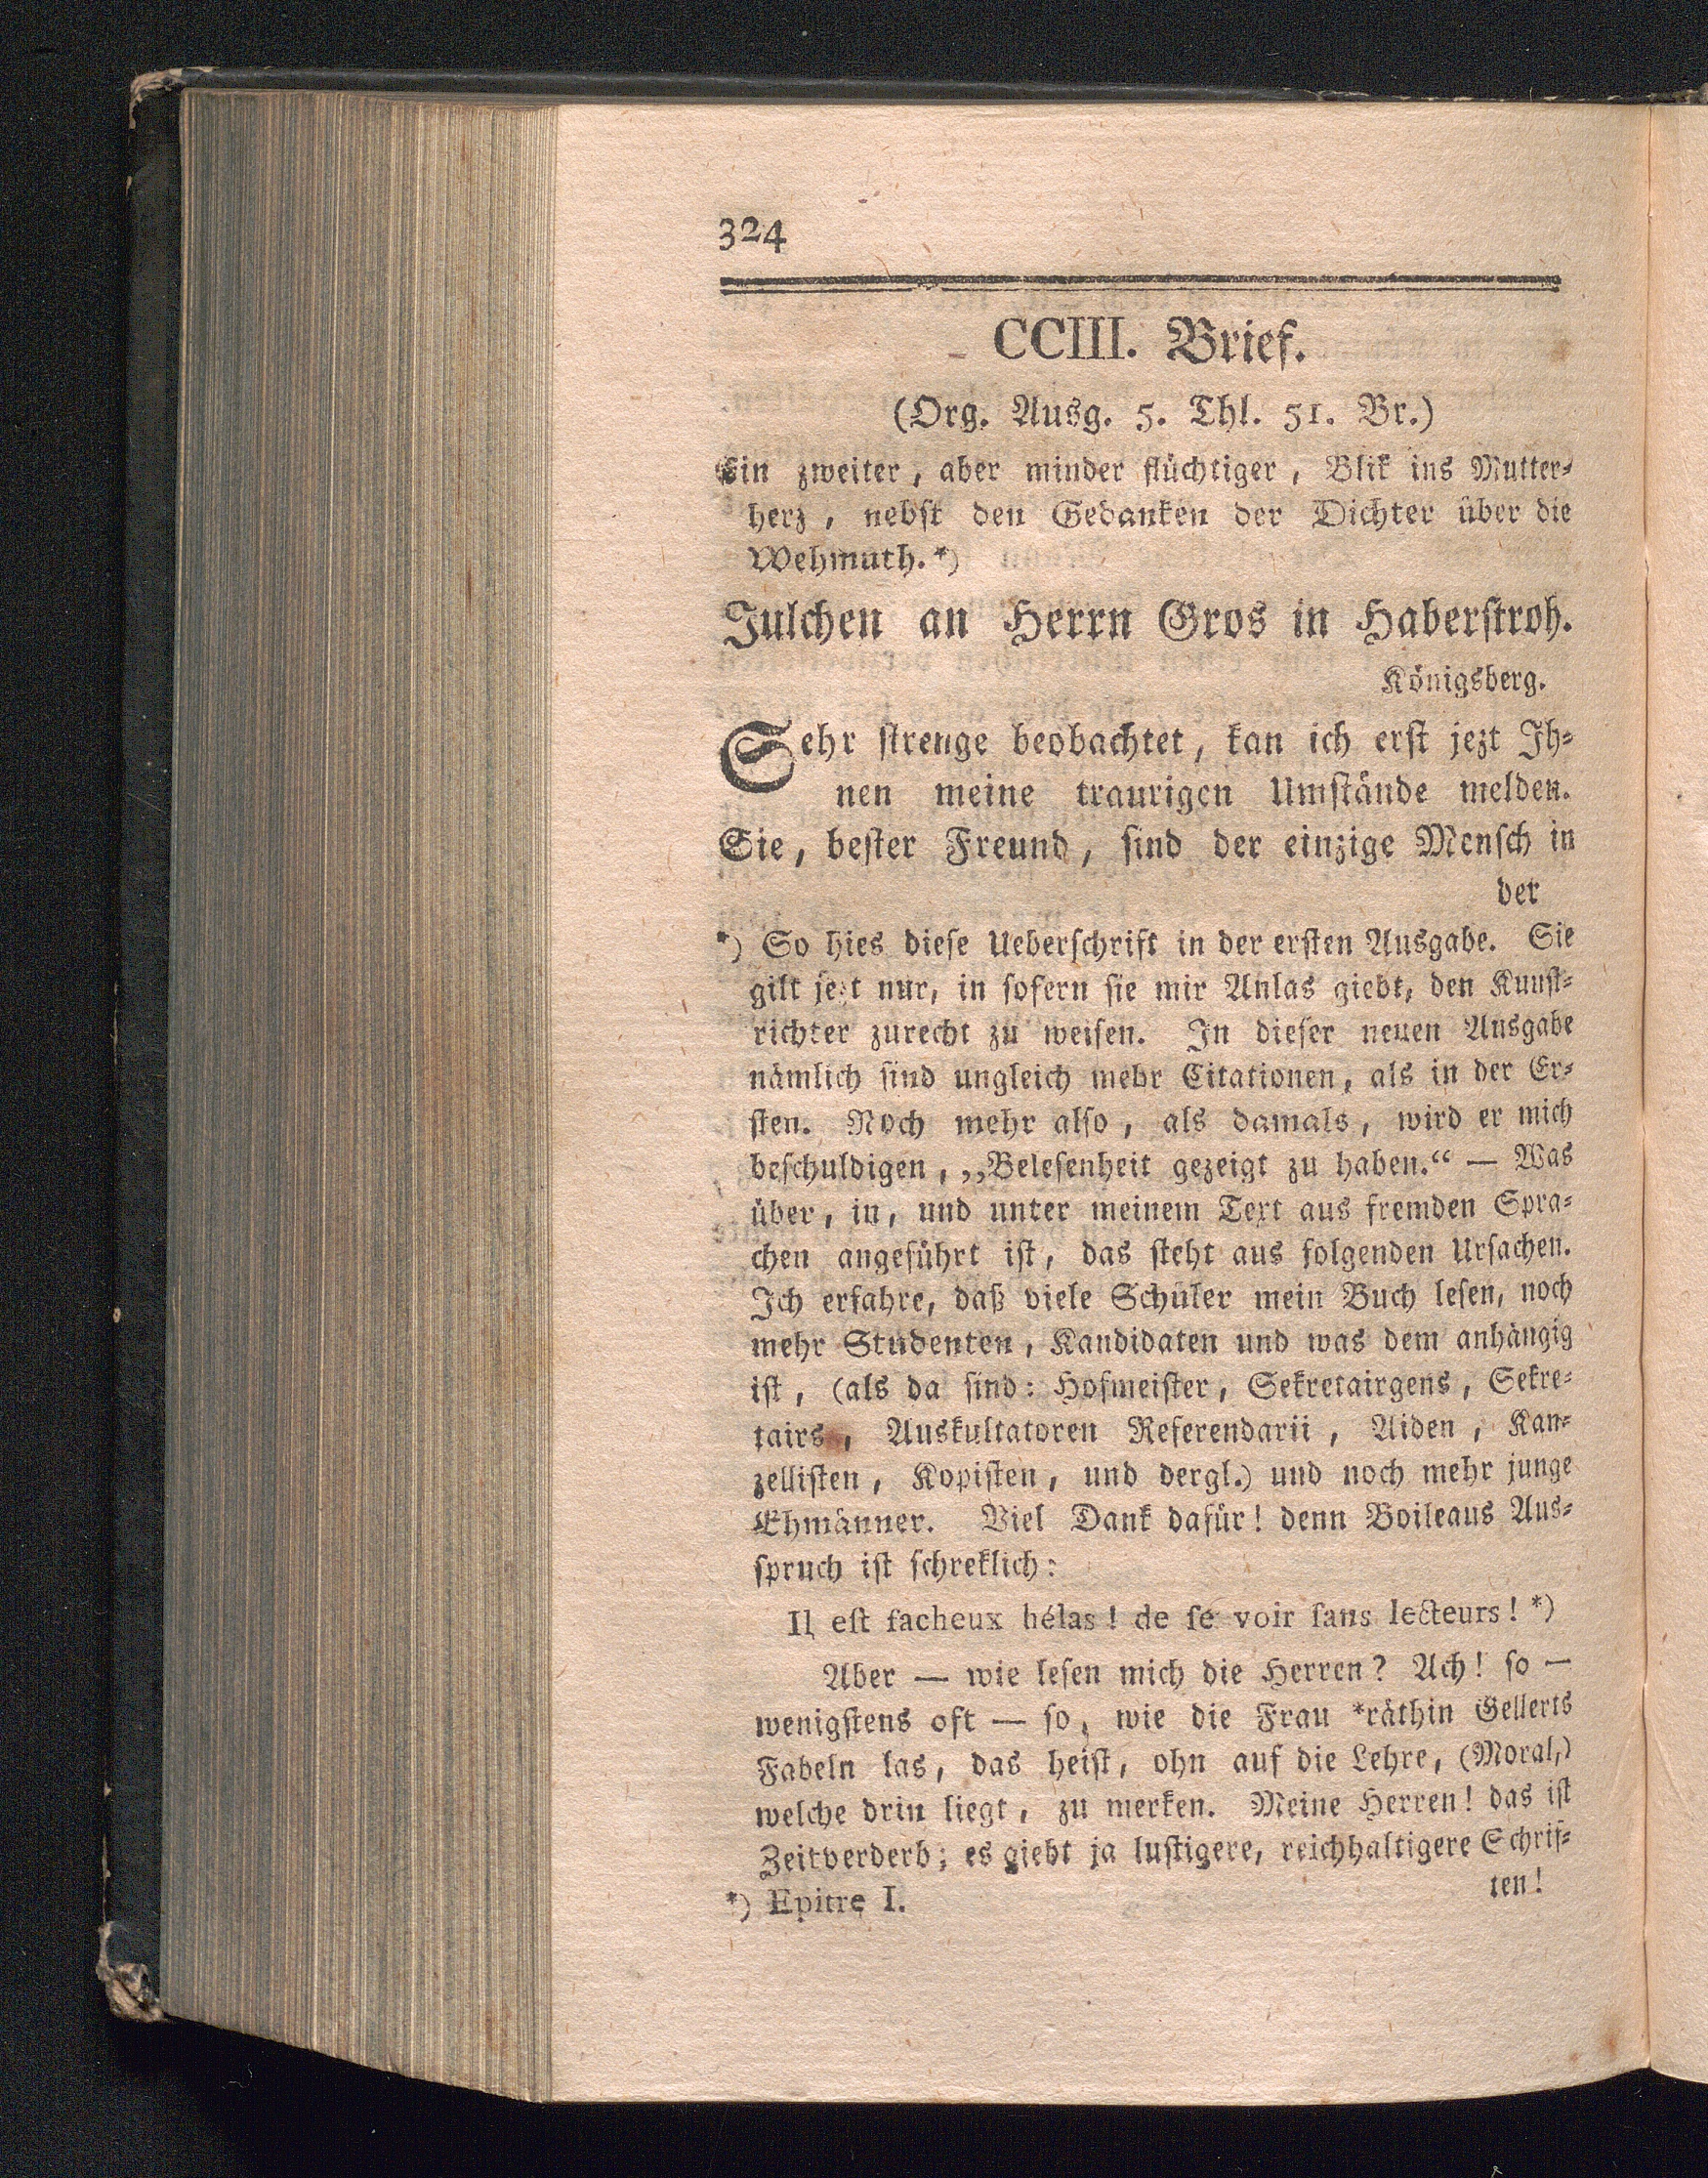 324
CCIII. Brief.
(Org. Ausg. 5. Thl. 51. Br.)
Ein zweiter, aber minder flüchtiger, Blik ins Mutter-
herz, nebst den Gedanken der Dichter über die
Wehmuth.*)
Julchen an Herrn Gros in Haberstroh.
Königsberg.
Sehr strenge beobachtet, kan ich erst jezt Ih-
nen meine traurigen Umstände melden.
Sie, bester Freund, sind der einzige Mensch in
der
*) So hies diese Ueberschrift in der ersten Ausgabe. Sie
gilt jezt nur, in sofern sie mir Anlas giebt, den Kunst-
richter zurecht zu weisen. In dieser neuen Ausgabe
nämlich sind ungleich mehr Citationen, als in der Er-
sten. Noch mehr also, als damals, wird er mich
beschuldigen, „Belesenheit gezeigt zu haben.“ — Was
über, in, und unter meinem Text aus fremden Spra-
chen angeführt ist, das steht aus folgenden Ursachen.
Ich erfahre, daß viele Schüler mein Buch lesen, noch
mehr Studenten, Kandidaten und was dem anhängig
ist, (als da sind: Hofmeister, Sekretairgens, Sekre-
tairs, Auskultatoren Referendarii, Aiden, Kan-
zellisten, Kopisten, und dergl.) und noch mehr junge
Ehmänner. Viel Dank dafür! denn Boileaus Aus-
spruch ist schreklich:
Il est facheux hélas! de se voir sans lecteurs! *)
Aber — wie lesen mich die Herren? Ach! so —
wenigstens oft — so, wie die Frau *räthin Gellerts
Fabeln las, das heist, ohn auf die Lehre, (Moral,)
welche drin liegt, zu merken. Meine Herren! das ist
Zeitverderb; es giebt ja lustigere, reichhaltigere Schrif-
ten!
*) Epitre I.